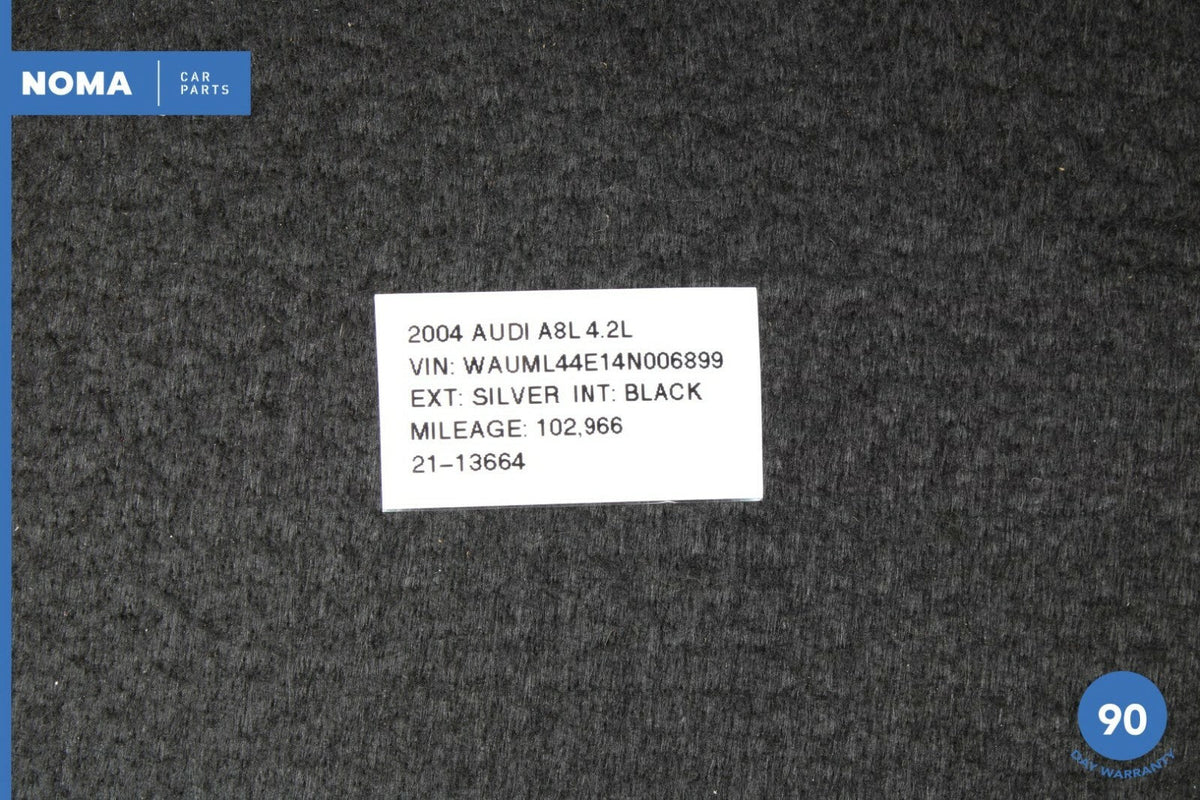 NOMA
CAR
PARTS
2004 AUDI A8L 4.2L
VIN: WAUML44E14N006899
EXT: SILVER INT: BLACK
MILEAGE: 102,966
21-13664
90
DAY WARRANTY